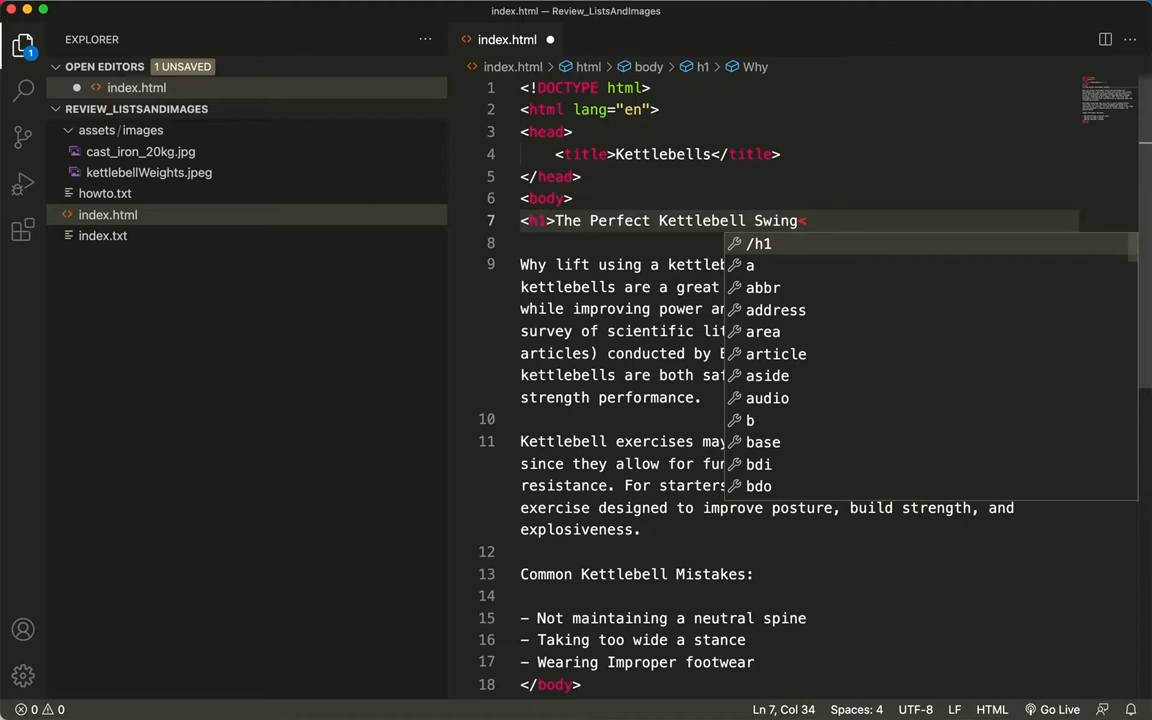 index.html — Review_ListsAndImages
EXPLORER
index.html
1
OPEN EDITORS 1 UNSAVED
index.html > html > body > h1 > Why
index.html
REVIEW_LISTSANDIMAGES
assets/images
cast_iron_20kg.jpg
kettlebellWeights.jpeg
howto.txt
index.html
index.txt
1 <!DOCTYPE html>
2 <html lang="en">
3 <head>
4 <title>Kettlebells</title>
5 </head>
6 <body>
7 <h1>The Perfect Kettlebell Swing<
8
9 Why lift using a
kettlebells are a great
while improving power
survey of scientific
articles) conducted by
kettlebells are both
strength performance.
10
11 Kettlebell exercises
since they allow for
resistance. For starters
exercise designed to improve posture, build strength, and
explosiveness.
12
13 Common Kettlebell Mistakes:
14
15 - Not maintaining a neutral spine
16 - Taking too wide a stance
17 - Wearing Improper footwear
18 </body>
/h1
a
abbr
address
area
article
aside
audio
b
base
bdi
bdo
0 0
Ln 7, Col 34
Spaces: 4
UTF-8
LF
HTML
Go Live